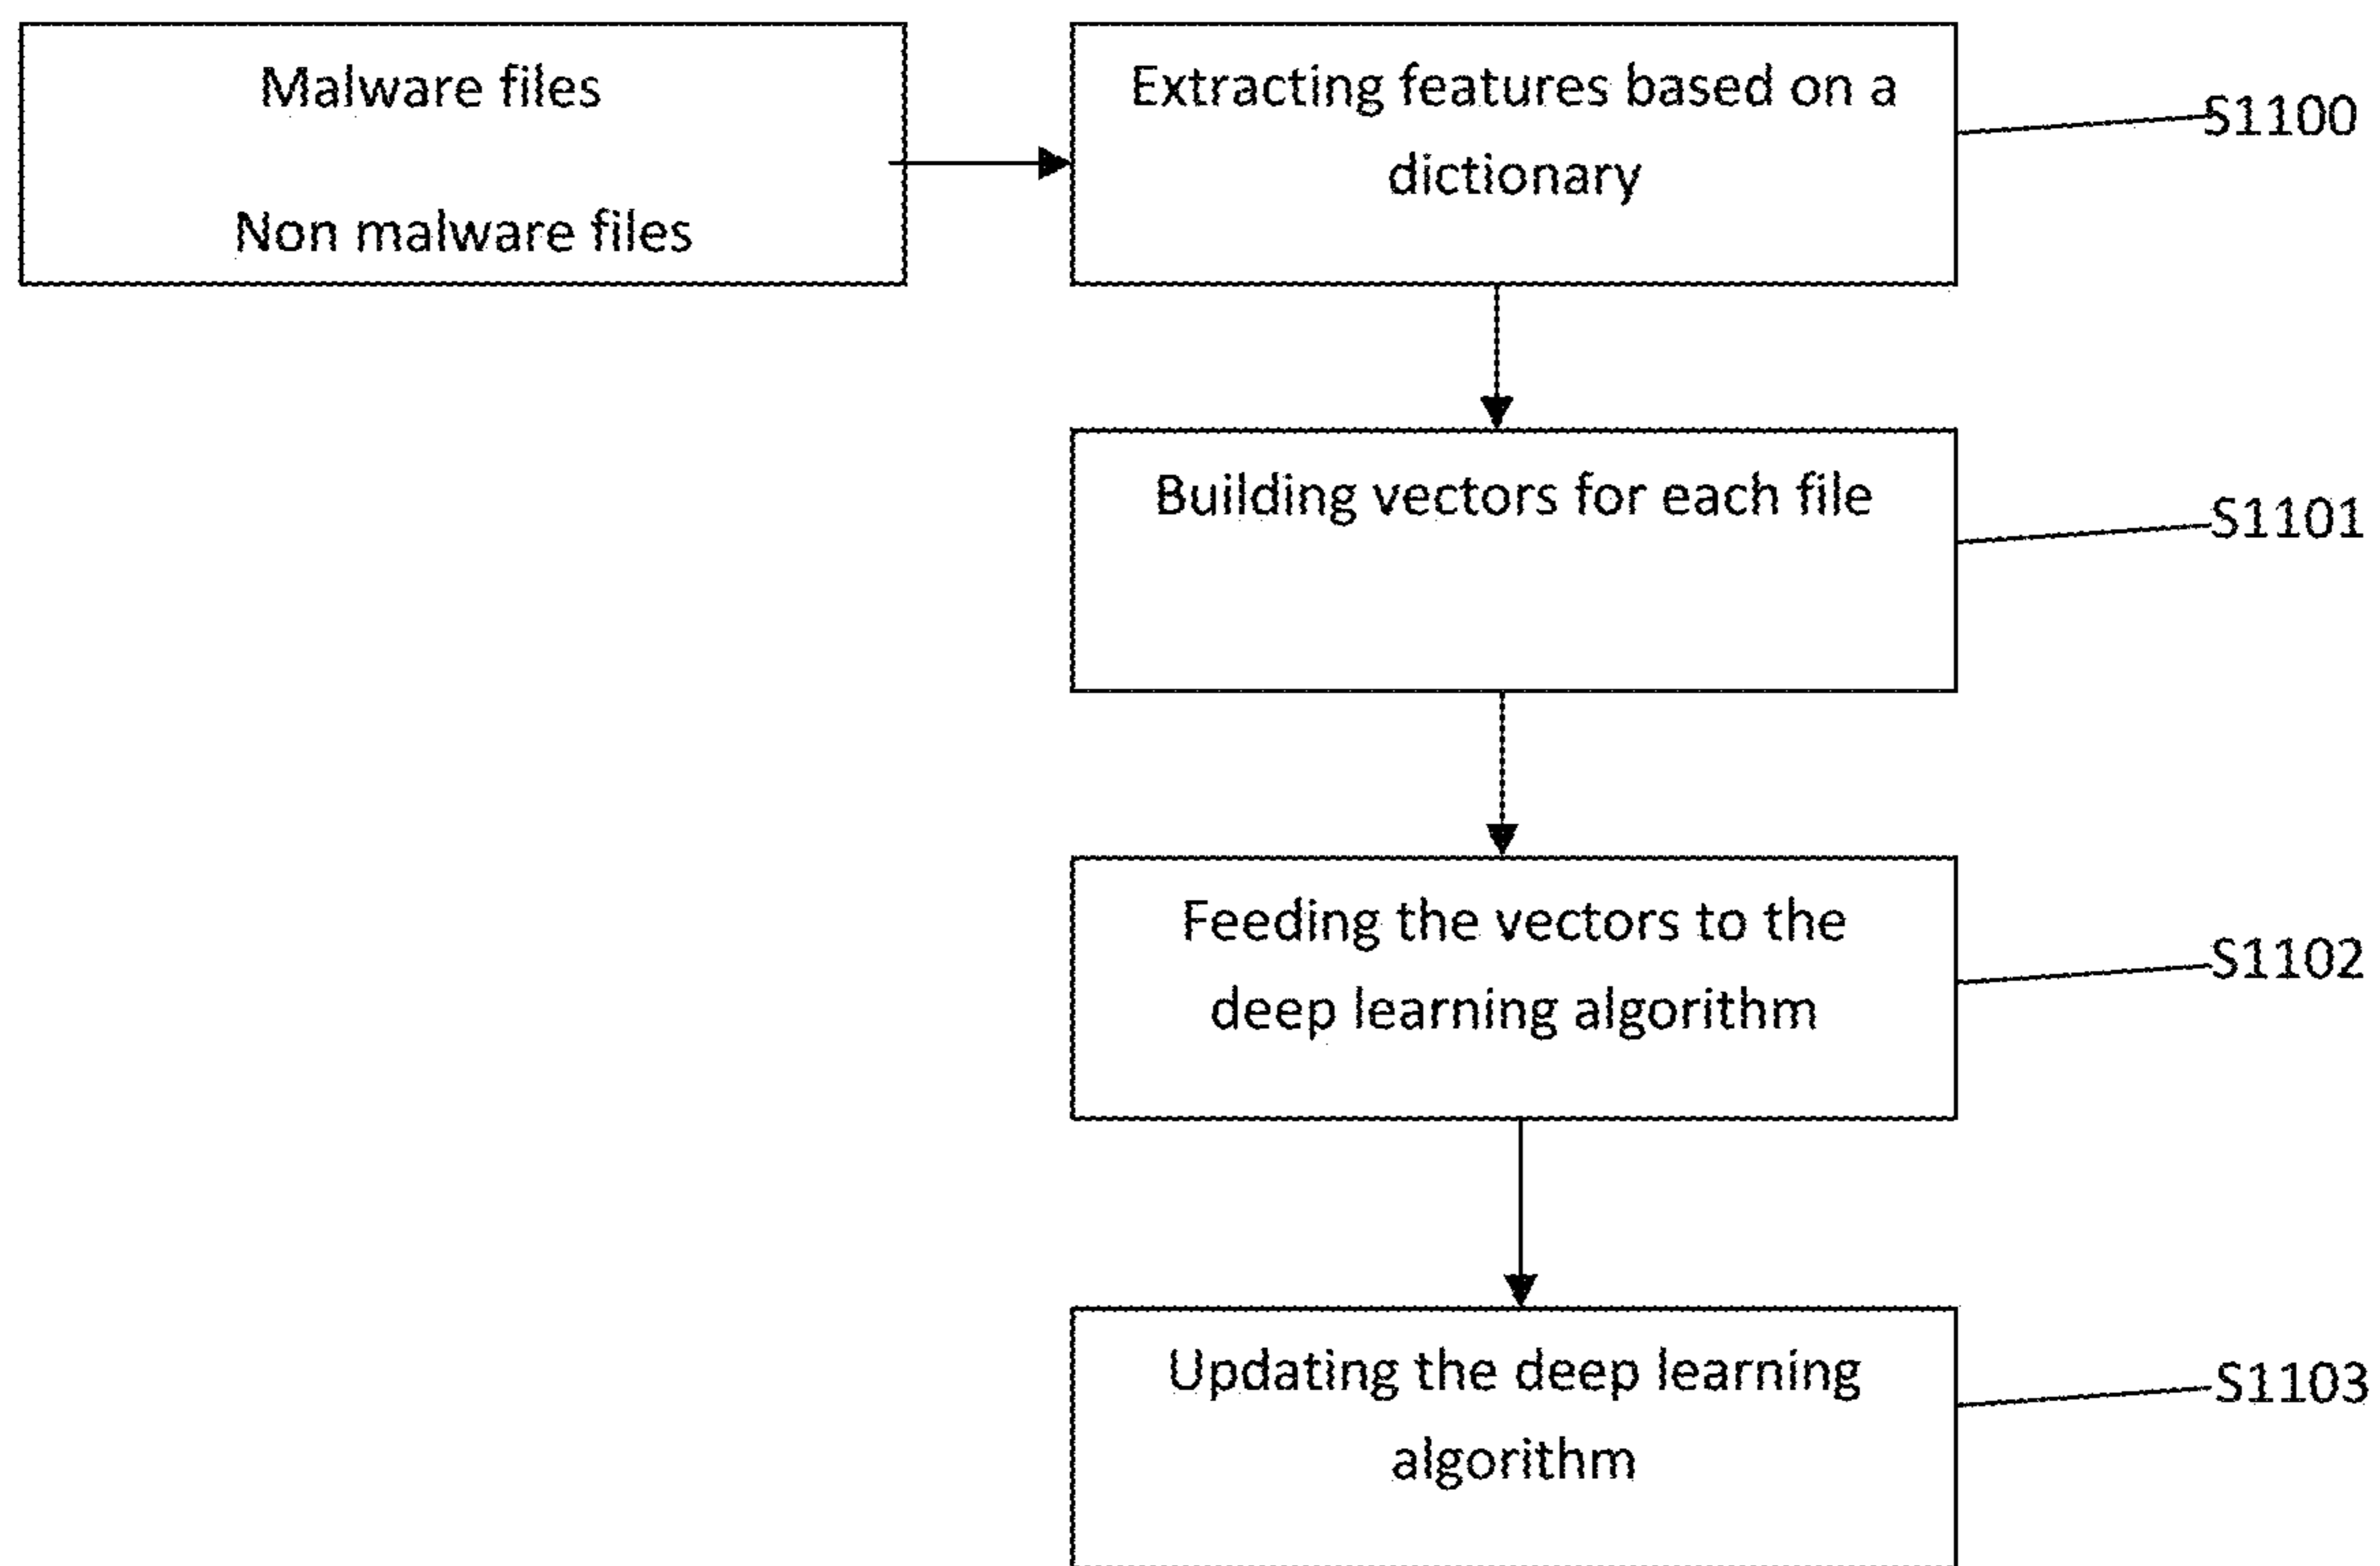 Malware files
Non malware files
Extracting features based on a
dictionary
S1100
Building vectors for each file
S1101
Feeding the vectors to the
deep learning algorithm
S1102
Updating the deep learning
algorithm
S1103